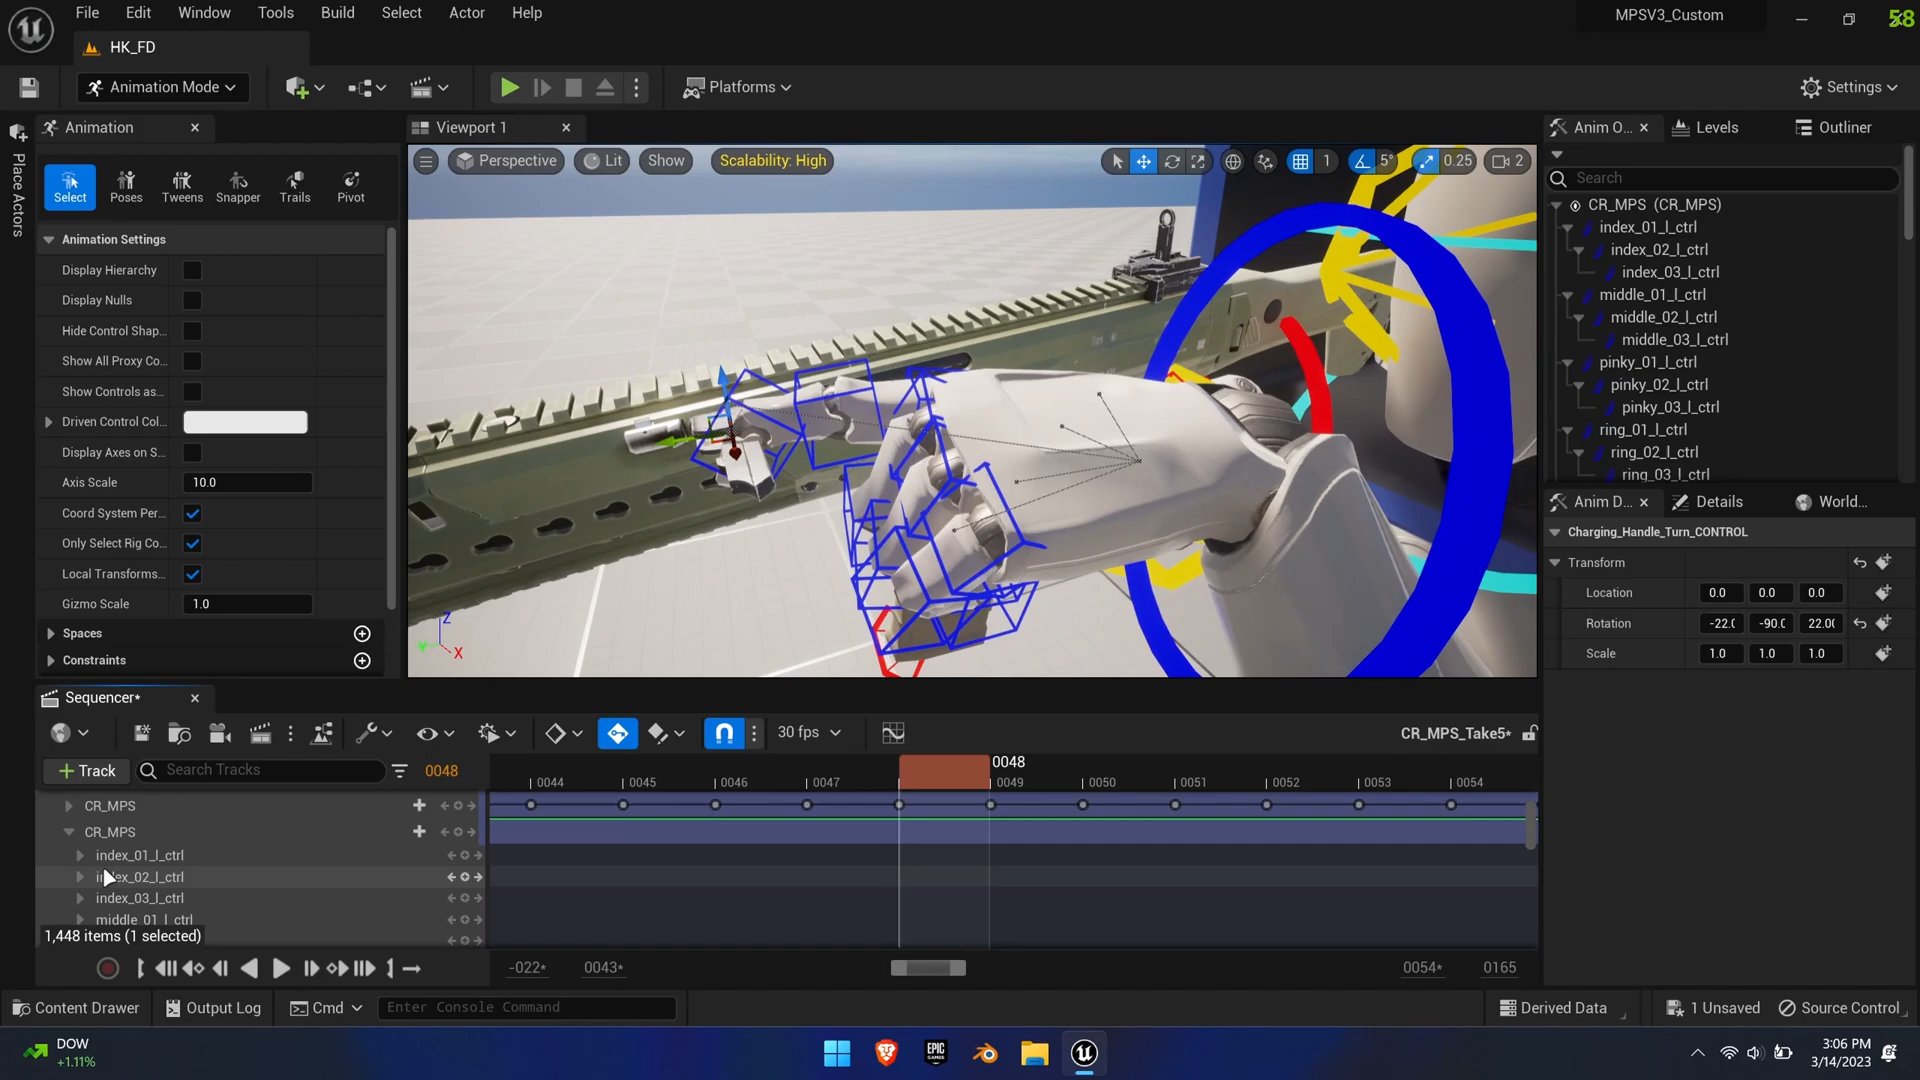 File Edit Window Tools Build Select Actor Help
MPSV3_Custom
58
HK_FD
Animation Mode
Platforms
Settings
Place Actors
Animation
Viewport 1
Anim O...
Levels
Outliner
Perspective
Lit
Show
Scalability: High
1
5°
0.25
2
Search
Select Poses Tweens Snapper Trails Pivot
Animation Settings
Display Hierarchy
Display Nulls
Hide Control Shap...
Show All Proxy Co...
Show Controls as...
Driven Control Col...
Display Axes on S...
Axis Scale 10.0
Coord System Per...
Only Select Rig Co...
Local Transforms...
Gizmo Scale 1.0
Spaces
Constraints
Z
X
CR_MPS (CR_MPS)
index_01_l_ctrl
index_02_l_ctrl
index_03_l_ctrl
middle_01_l_ctrl
middle_02_l_ctrl
middle_03_l_ctrl
pinky_01_l_ctrl
pinky_02_l_ctrl
pinky_03_l_ctrl
ring_01_l_ctrl
ring_02_l_ctrl
ring_03_l_ctrl
Anim D...
Details
World...
Charging_Handle_Turn_CONTROL
Transform
Location 0.0 0.0 0.0
Rotation -22.( -90.( 22.0(
Scale 1.0 1.0 1.0
Sequencer*
30 fps
CR_MPS_Take5*
Track
Search Tracks
0048
0048
0044 0045 0046 0047 0049 0050 0051 0052 0053 0054
CR_MPS
CR_MPS
index_01_l_ctrl
index_02_l_ctrl
index_03_l_ctrl
middle_01_l_ctrl
1,448 items (1 selected)
-022* 0043* 0054* 0165
Content Drawer
Output Log
Cmd
Enter Console Command
Derived Data
1 Unsaved
Source Control
DOW
+1.11%
EPIC
GAMES
3:06 PM
3/14/2023